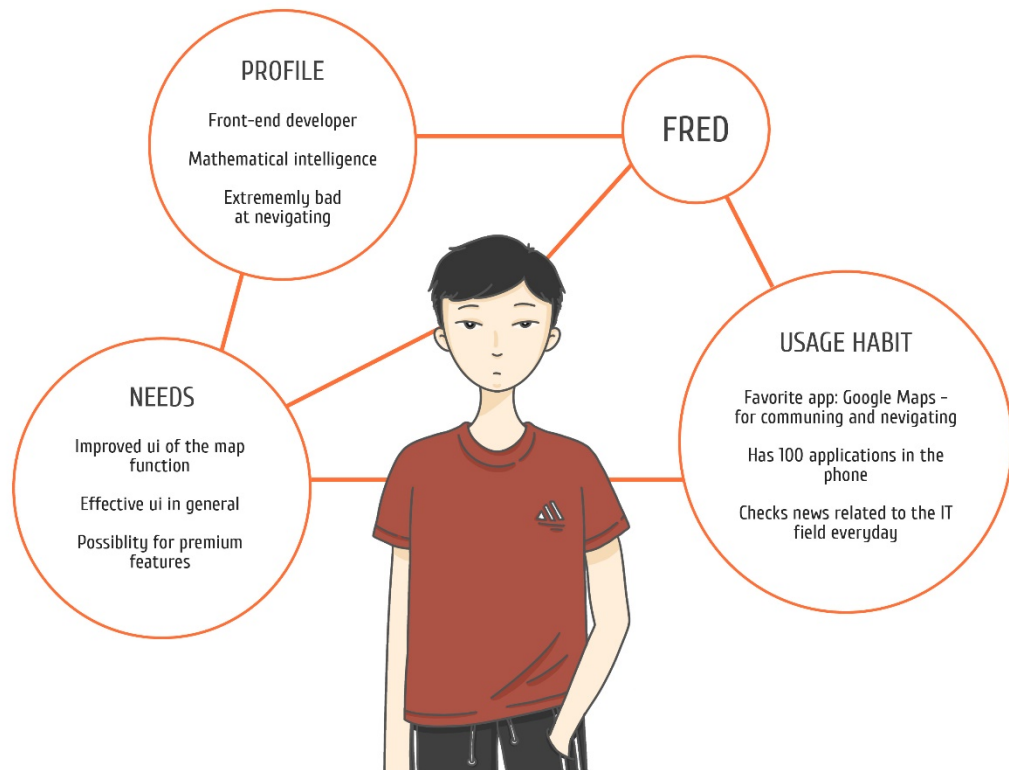 PROFILE
Front-end developer
Mathematical intelligence
Extrememly bad
at nevigating
FRED
NEEDS
Improved ui of the map
function
Effective ui in general
Possiblity for premium
features
USAGE HABIT
Favorite app: Google Maps -
for communing and nevigating
Has 100 applications in the
phone
Checks news related to the IT
field everyday